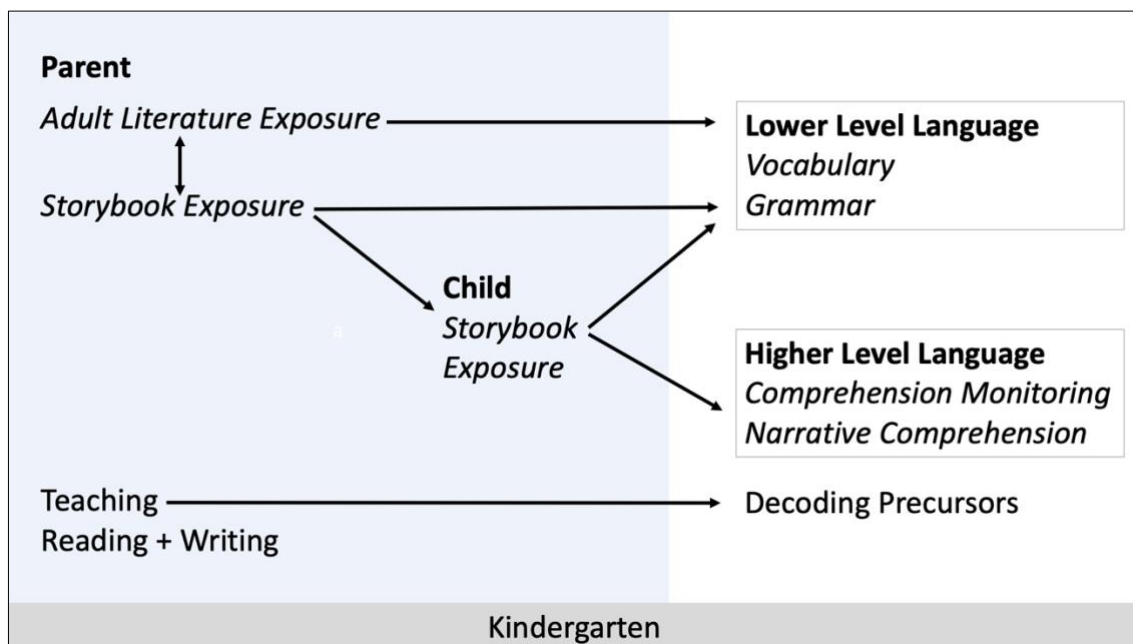 Parent
Adult Literature Exposure
Storybook Exposure
Child
Storybook
Exposure
Teaching
Reading + Writing
Lower Level Language
Vocabulary
Grammar
Higher Level Language
Comprehension Monitoring
Narrative Comprehension
Decoding Precursors
a
Kindergarten